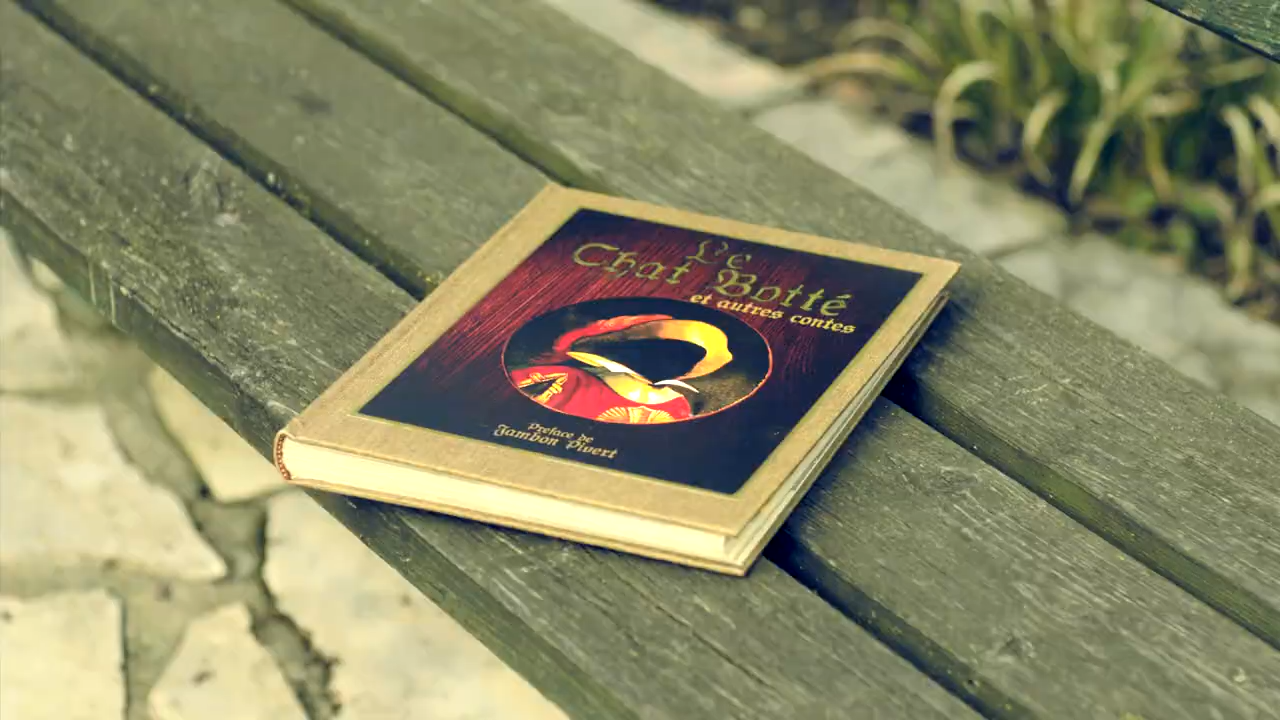 Le
Chat Botté
et autres contes
Preface de
Jambon Pivert